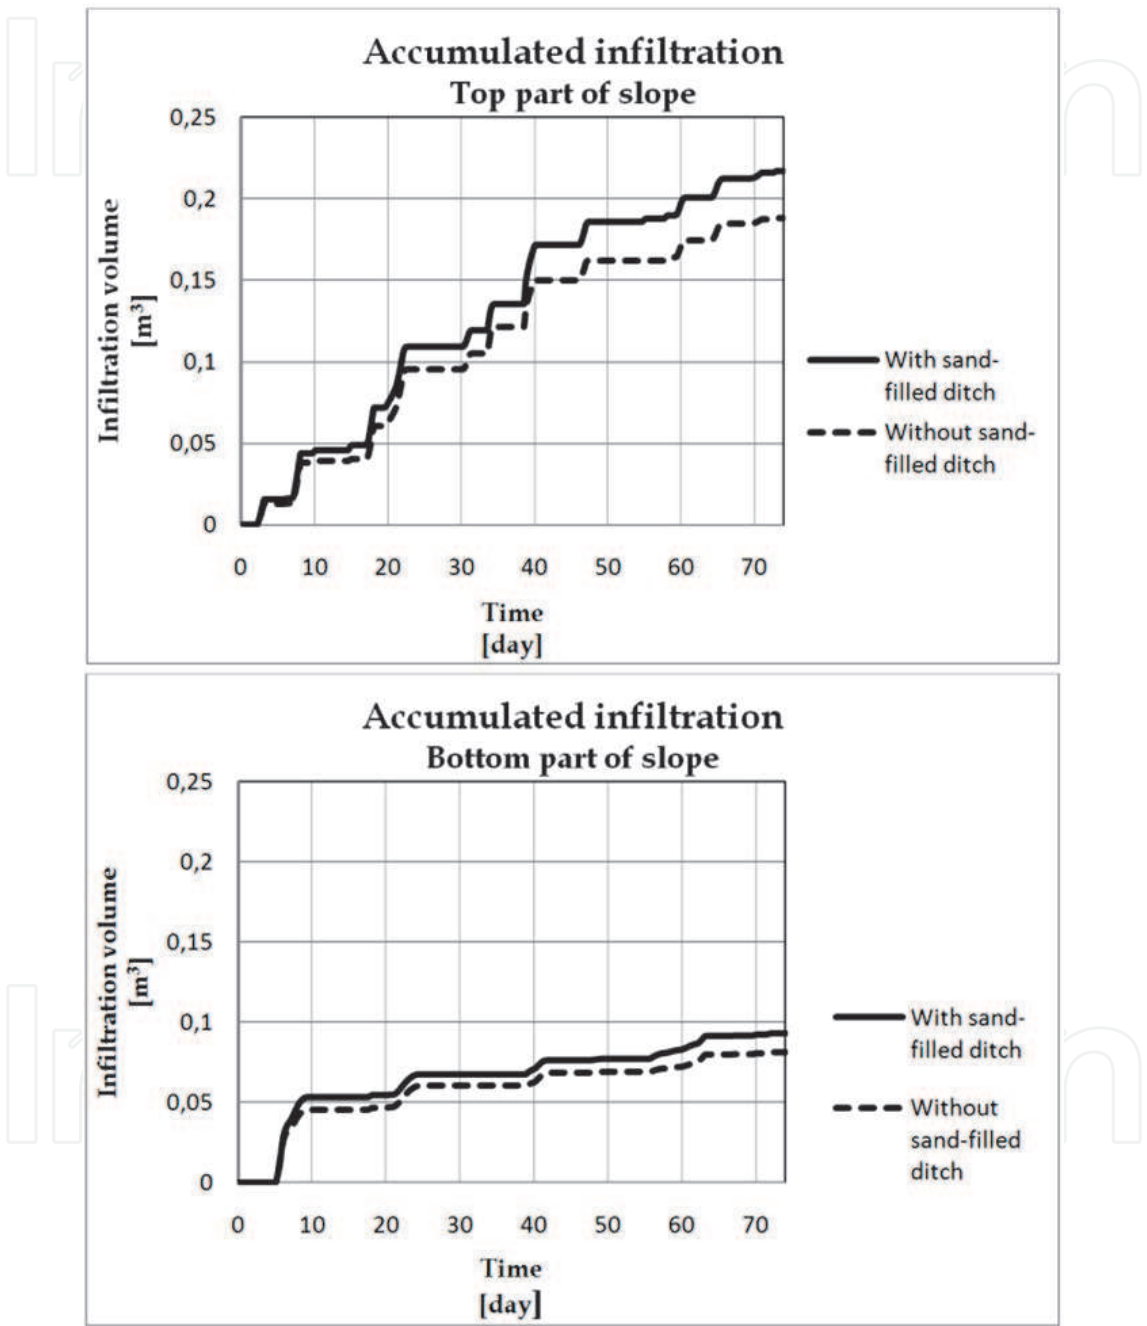 Accumulated infiltration
Top part of slope
Infiltration volume
[m³]
0,25
0,2
0,15
0,1
0,05
0
0 10 20 30 40 50 60 70
Time
[day]
With sand-
filled ditch
Without sand-
filled ditch
Accumulated infiltration
Bottom part of slope
Infiltration volume
[m³]
0,25
0,2
0,15
0,1
0,05
0
0 10 20 30 40 50 60 70
Time
[day]
With sand-
filled ditch
Without
sand-filled
ditch